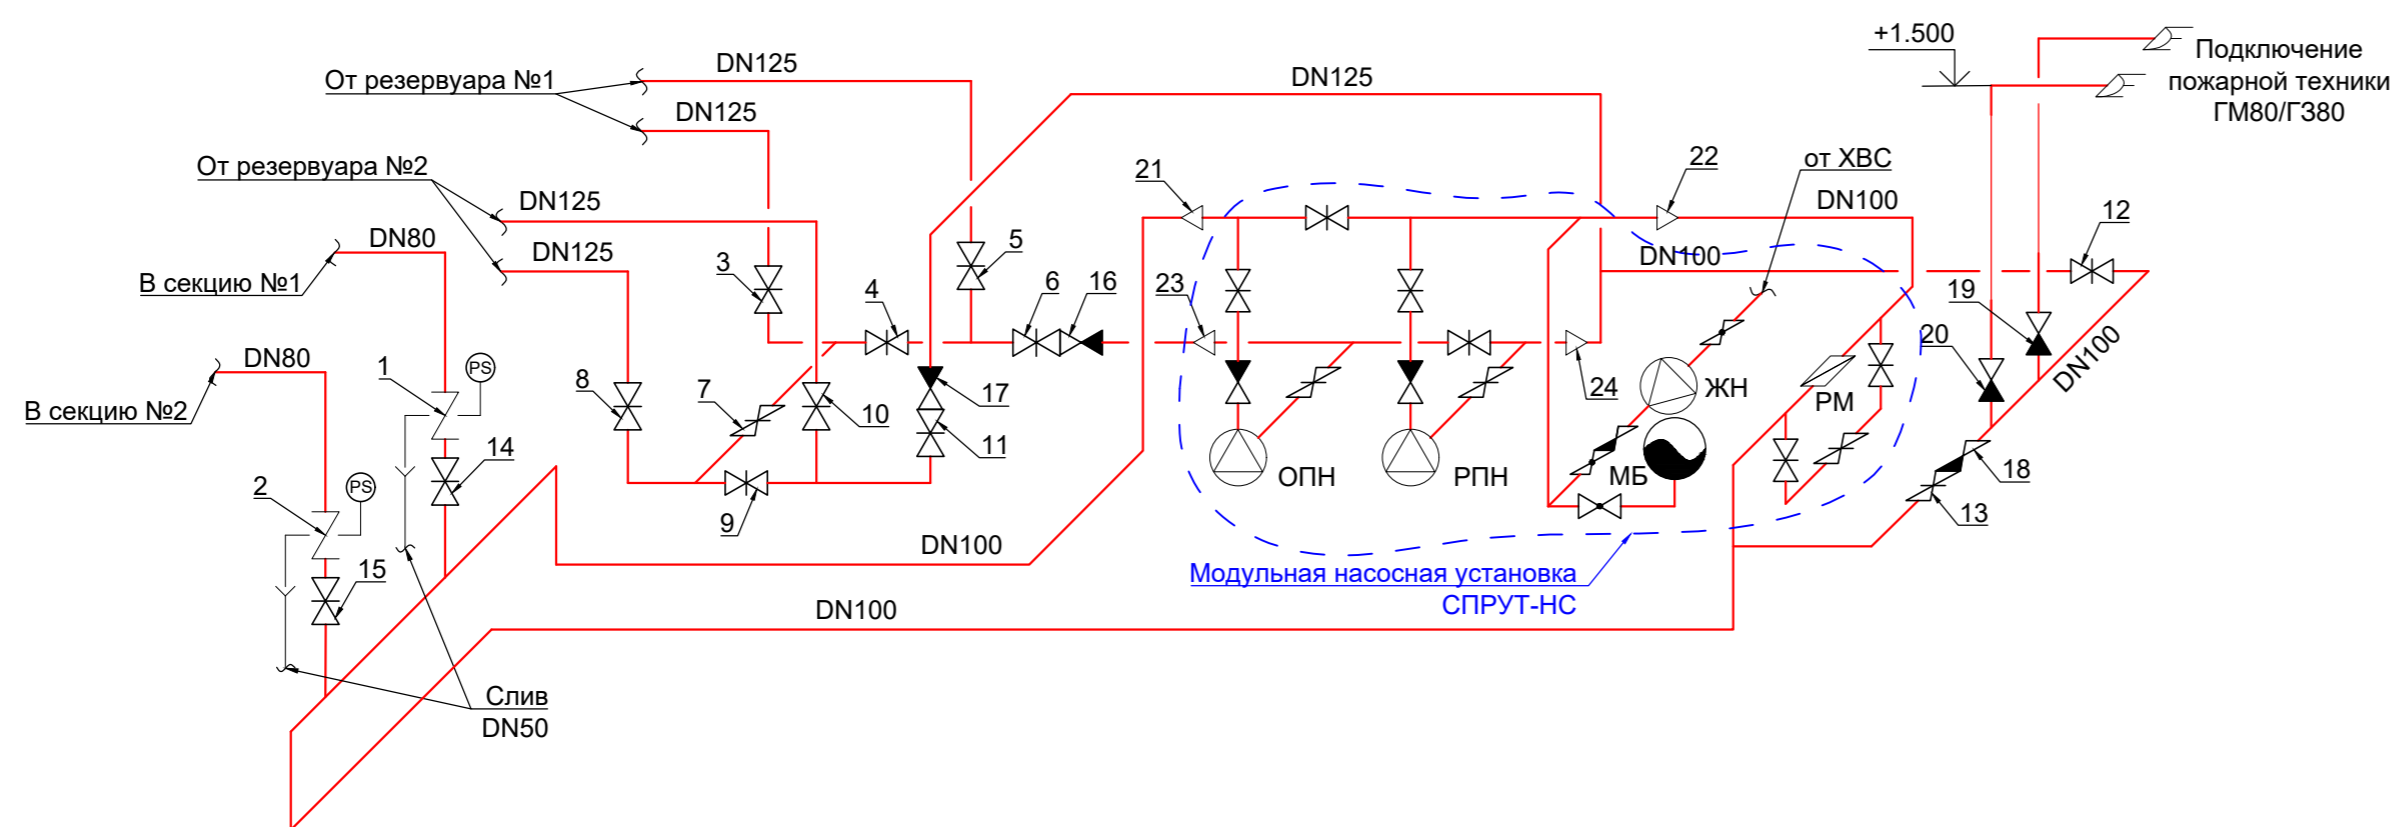 +1.500
Подключение
пожарной техники
ГМ80/ГЗ80
От резервуара №1
DN125
DN125
DN125
От резервуара №2
DN125
DN125
21
22
от ХВС
DN100
12
В секцию №1
DN80
3
4
5
6
16
23
DN100
19
20
DN100
В секцию №2
DN80
1
PS
8
7
10
17
11
24
ЖН
РМ
14
2
PS
9
ОПН
РПН
МБ
18
13
15
DN100
Модульная насосная установка
СПРУТ-НС
DN100
Слив
DN50